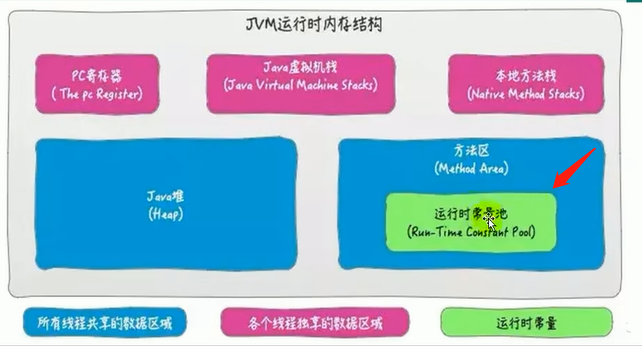 JVM运行时内存结构
PC寄存器
( The pc Register)
Java虚拟机栈
(Java Virtual Machine Stacks)
本地方法栈
(Native Method Stacks)
Java堆
(Heap)
方法区
(Method Area)
运行时常量池
(Run-Time Constant Pool)
所有线程共享的数据区域
各个线程独享的数据区域
运行时常量